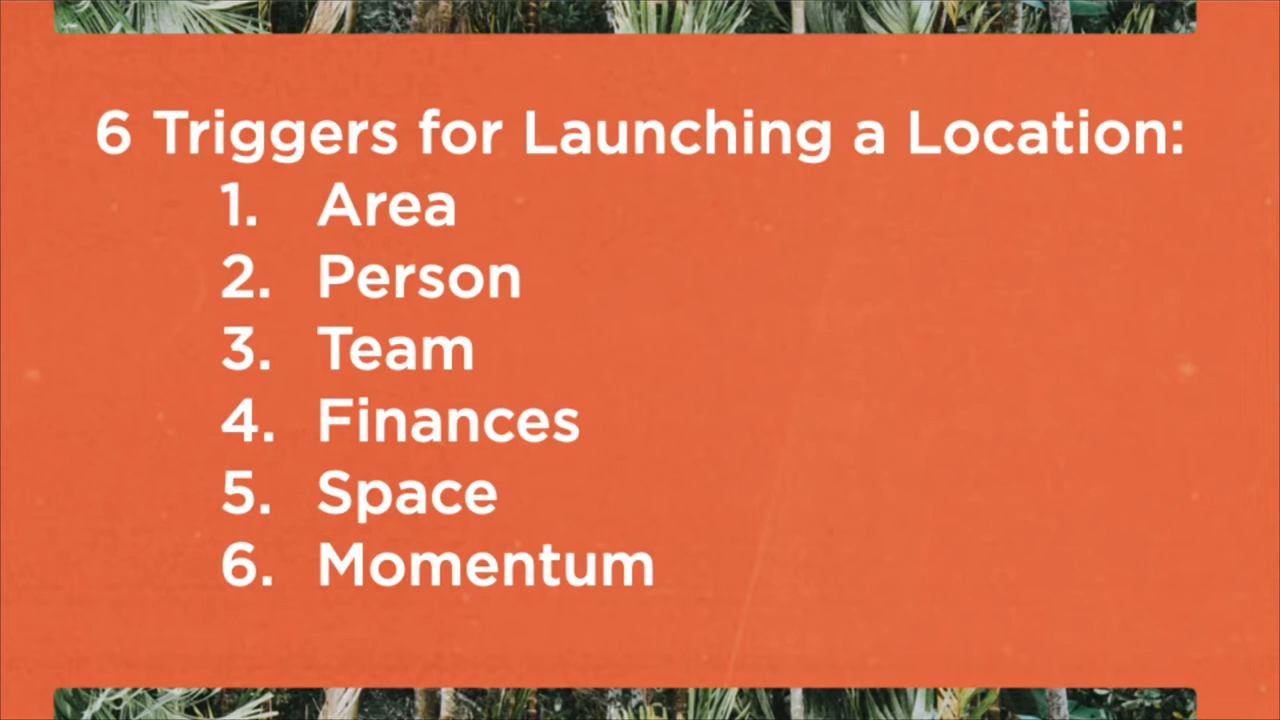 6 Triggers for Launching a Location:
1. Area
2. Person
3. Team
4. Finances
5. Space
6. Momentum